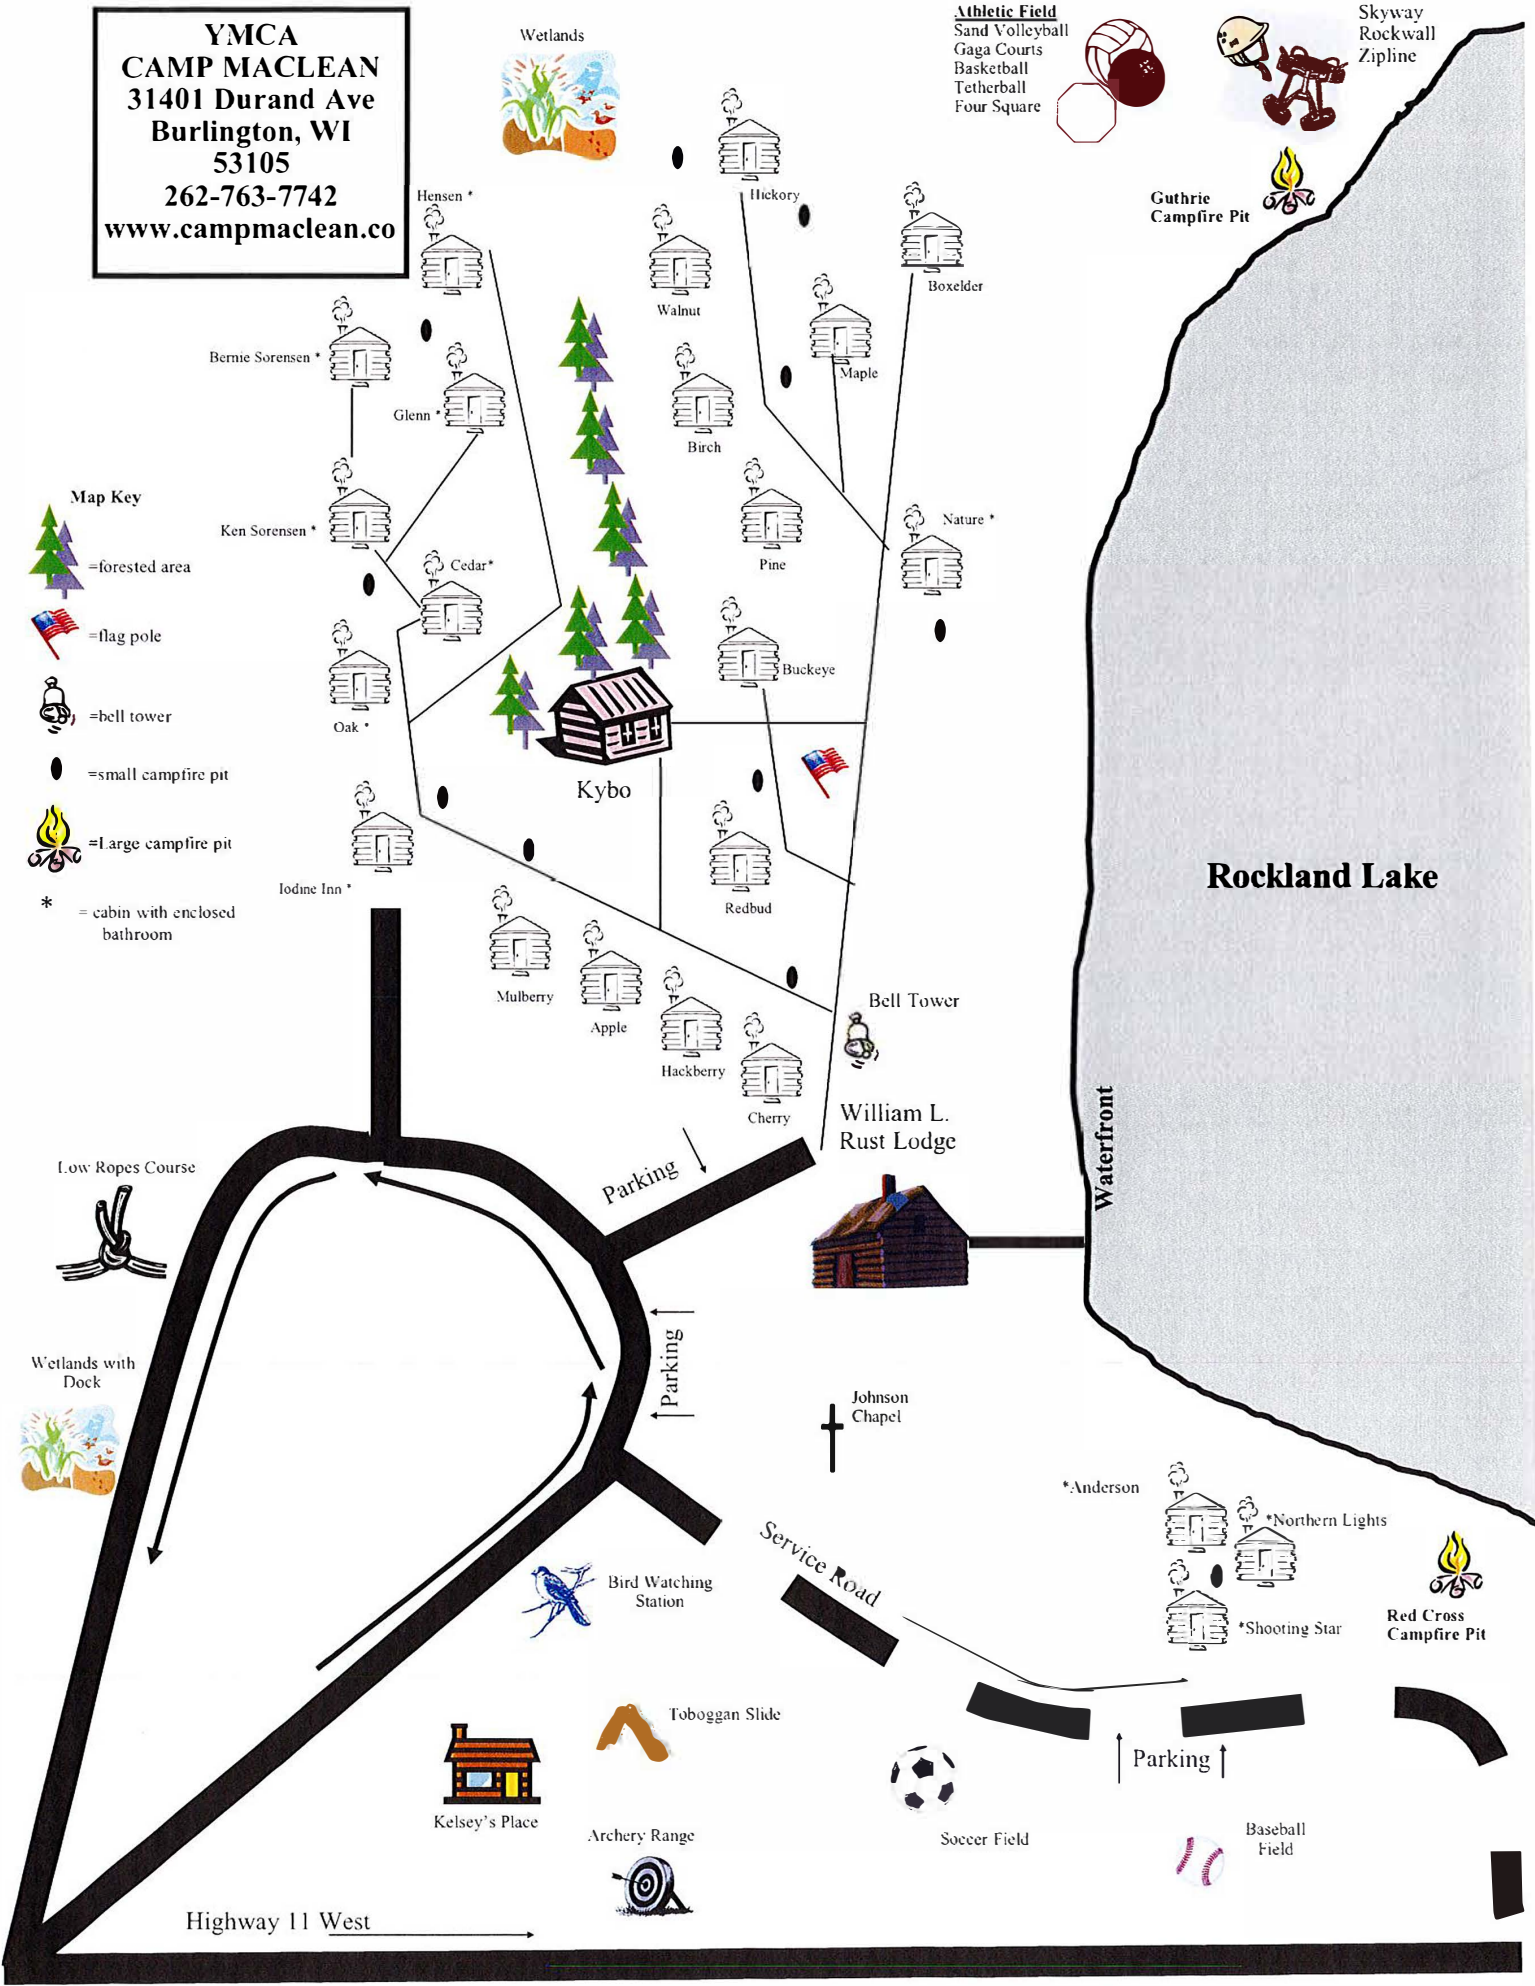 YMCA
CAMP MACLEAN
31401 Durand Ave
Burlington, WI
53105
262-763-7742
www.campmaclean.co
Wetlands
Athletic Field
Sand Volleyball
Gaga Courts
Basketball
Tetherball
Four Square
Skyway
Rockwall
Zipline
Guthrie
Campfire Pit
Hensen *
Hickory
Boxelder
Walnut
Bernie Sorensen *
Maple
Glenn *
Birch
Map Key
=forested area
=flag pole
=bell tower
=small campfire pit
=Large campfire pit
* = cabin with enclosed
bathroom
Ken Sorensen *
Pine
Nature *
Cedar*
Buckeye
Oak *
Kybo
Rockland Lake
Iodine Inn *
Redbud
Mulberry
Apple
Hackberry
Cherry
Bell Tower
William L.
Rust Lodge
Waterfront
Parking
Low Ropes Course
Parking
Wetlands with
Dock
Johnson
Chapel
*Anderson
*Northern Lights
Service Road
Bird Watching
Station
*Shooting Star
Red Cross
Campfire Pit
Toboggan Slide
Parking
Kelsey's Place
Archery Range
Soccer Field
Baseball
Field
Highway 11 West